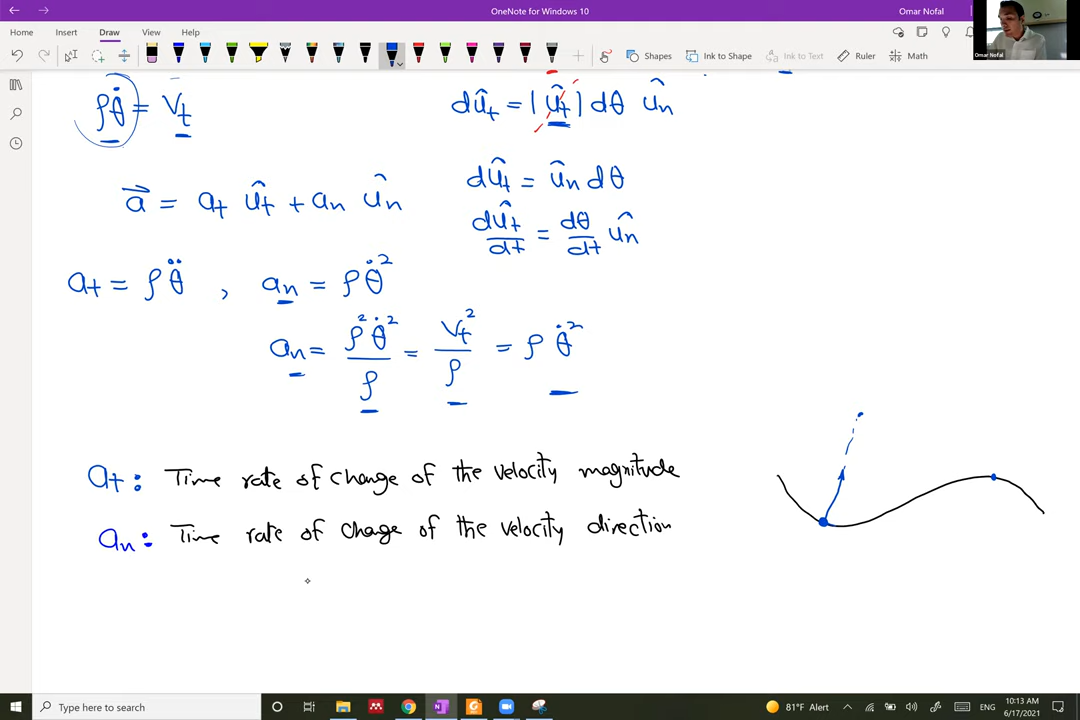 OneNote for Windows 10
Omar Nofal
Home Insert Draw View Help
Shapes Ink to Shape Ink to Text Ruler Math
Omar Nofal
ρθ̇ = Vt
dût = |ût| dθ ûn
a⃗ = at ût + an ûn
dût = ûn dθ
dût/dt = dθ/dt ûn
at = ρθ̈ , an = ρθ̇²
an = ρ²θ̇²/ρ = Vt²/ρ = ρ θ̇²
at: Time rate of change of the velocity magnitude
an: Time rate of change of the velocity direction
Type here to search
81°F Alert
ENG
10:13 AM
6/17/2021